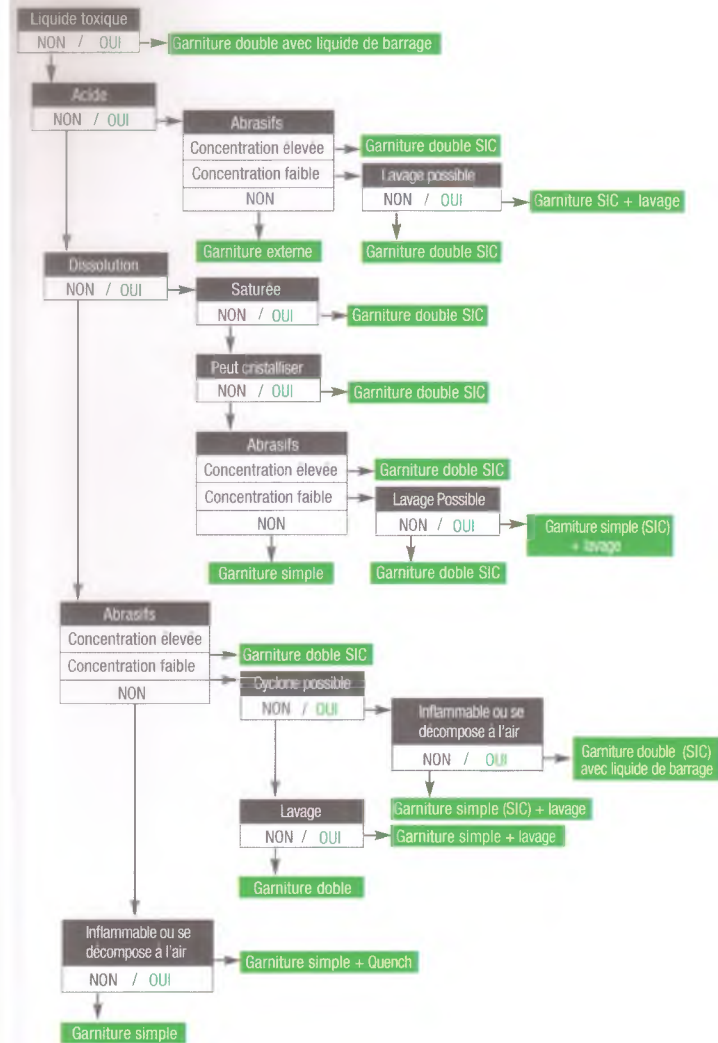 Liquide toxique
NON / OUI
Garniture double avec liquide de barrage
Acide
NON / OUI
Abrasifs
Concentration élevée
Garniture double SIC
Concentration faible
Lavage possible
NON
NON / OUI
Garniture SIC + lavage
Garniture externe
Garniture double SIC
Dissolution
NON / OUI
Saturée
NON / OUI
Garniture double SIC
Peut cristalliser
NON / OUI
Garniture double SIC
Abrasifs
Concentration élevée
Garniture doble SIC
Concentration faible
Lavage Possible
NON
NON / OUI
Garniture simple (SIC)
+ lavage
Garniture simple
Garniture doble SIC
Abrasifs
Concentration élevée
Garniture doble SIC
Concentration faible
Cyclone possible
NON
NON / OUI
Inflammable ou se
décompose à l'air
NON / OUI
Garniture double (SIC)
avec liquide de barrage
Garniture simple (SIC) + lavage
Lavage
NON / OUI
Garniture simple + lavage
Garniture doble
Inflammable ou se
décompose à l'air
NON / OUI
Garniture simple + Quench
Garniture simple